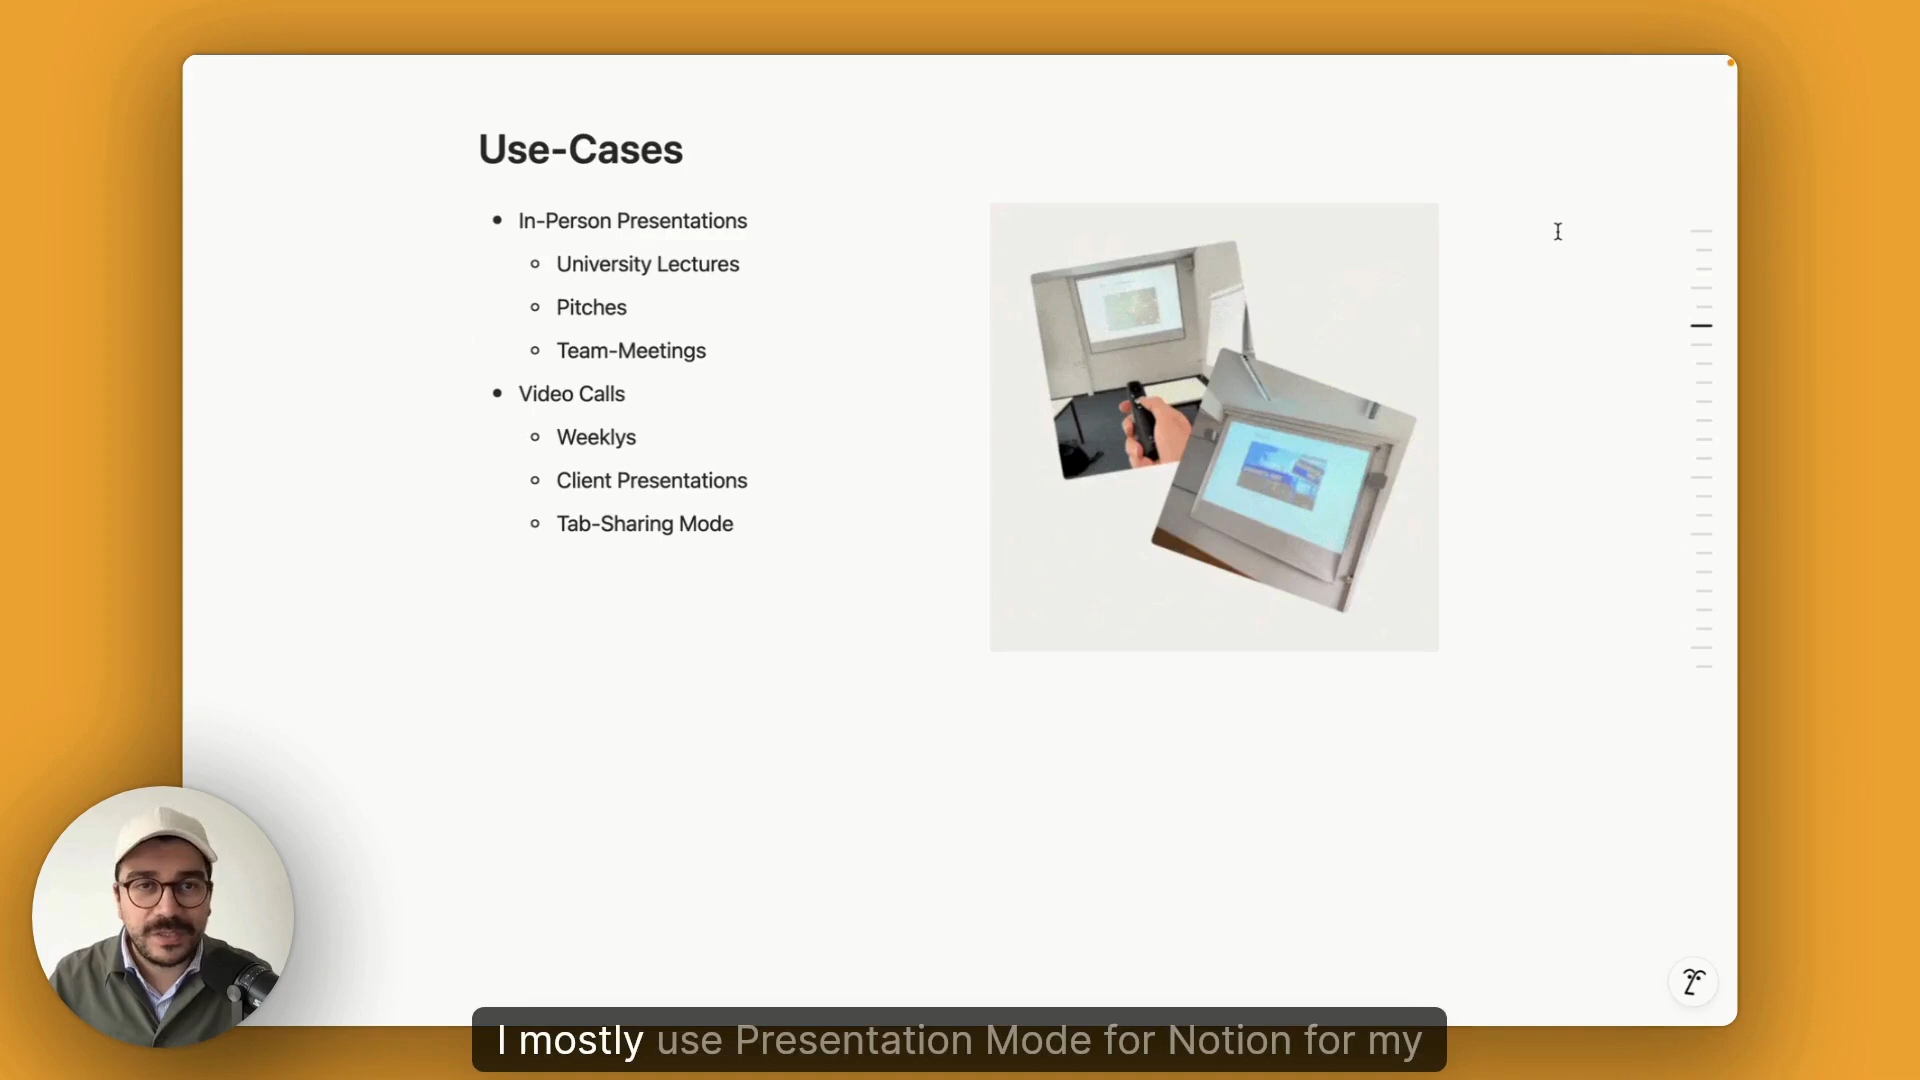 Use-Cases
In-Person Presentations
University Lectures
Pitches
Team-Meetings
Video Calls
Weeklys
Client Presentations
Tab-Sharing Mode
I mostly use Presentation Mode for Notion for my